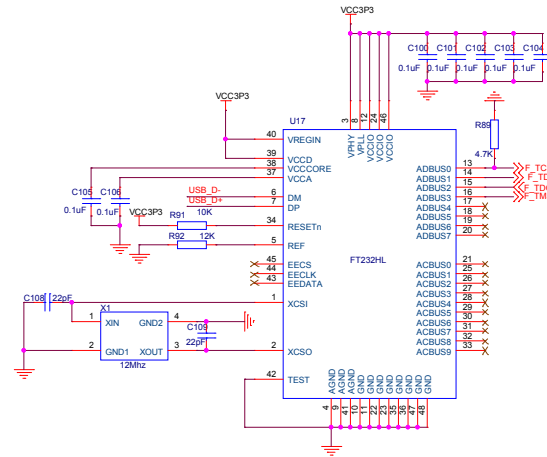 VCC3P3
C100
C101
C102
C103
C104
0.1uF
0.1uF
0.1uF
0.1uF
0.1uF
VCC3P3
U17
3
8
12
24
46
VPHY
VPLL
VCCIO
VCCIO
VCCIO
R89
4.7K
40
VREGIN
39
VCCD
38
VCCCORE
37
VCCA
C105
C106
0.1uF
0.1uF
USB_D-
6
DM
USB_D+
7
DP
VCC3P3
R91
10K
34
RESETn
R92
12K
5
REF
45
EECS
44
EECLK
43
EEDATA
FT232HL
ADBUS0
13
F_TC
ADBUS1
14
F_TD
ADBUS2
15
F_TDO
ADBUS3
16
F_TM
ADBUS4
17
ADBUS5
18
ADBUS6
19
ADBUS7
20
ACBUS0
21
ACBUS1
25
ACBUS2
26
ACBUS3
27
ACBUS4
28
ACBUS5
29
ACBUS6
30
ACBUS7
31
ACBUS8
32
ACBUS9
33
C108
22pF
1
XCSI
X1
1
XIN
GND2
4
2
GND1
XOUT
3
12Mhz
C109
22pF
2
XCSO
42
TEST
AGND
AGND
AGND
GND
GND
GND
GND
GND
GND
GND
GND
4
9
41
10
11
22
23
35
36
47
48